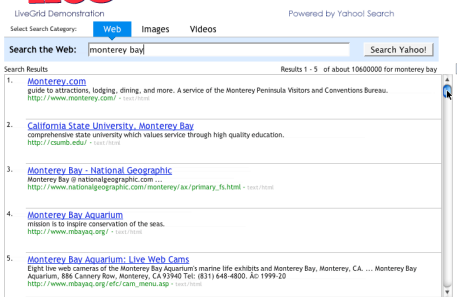 LiveGrid Demonstration
Powered by Yahoo! Search
Select Search Category: Web Images Videos
Search the Web: monterey bay Search Yahoo!
Search Results Results 1 - 5 of about 10600000 for monterey bay
1. Monterey.com
guide to attractions, lodging, dining, and more. A service of the Monterey Peninsula Visitors and Conventions Bureau.
http://www.monterey.com/ - text/html
2. California State University, Monterey Bay
comprehensive state university which values service through high quality education.
http://csumb.edu/ - text/html
3. Monterey Bay - National Geographic
Monterey Bay @ nationalgeographic.com ...
http://www.nationalgeographic.com/monterey/ax/primary_fs.html - text/html
4. Monterey Bay Aquarium
mission is to inspire conservation of the seas.
http://www.mbayaq.org/ - text/html
5. Monterey Bay Aquarium: Live Web Cams
Eight live web cameras of the Monterey Bay Aquarium's marine life exhibits and Monterey Bay, Monterey, CA. ... Monterey Bay
Aquarium, 886 Cannery Row, Monterey, CA 93940 Tel: (831) 648-4800. Â© 1999-20
http://www.mbayaq.org/efc/cam_menu.asp - text/html